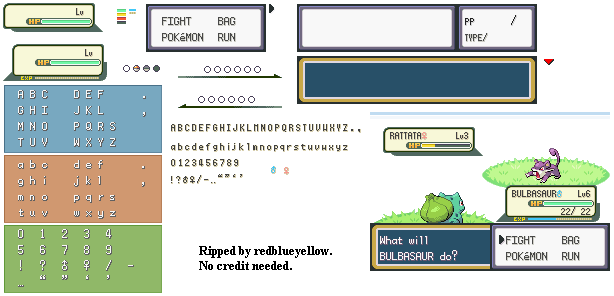 Lv
HP
Lv
HP
EXP
FIGHT BAG
POKéMON RUN
PP /
TYPE/
A B C D E F .
G H I J K L ,
M N O P Q R S
T U V W X Y Z
a b c d e f .
g h i j k l ,
m n o p q r s
t u v w x y z
0 1 2 3 4
5 6 7 8 9
! ? ♂ ♀ / -
… “ ” ‘ ’
ABCDEFGHIJKLMNOPQRSTUVWXYZ.,
abcdefghijklmnopqrstuvwxyz
0123456789
!?♂♀/-…“”‘’
♂ ♀
RATTATA♀ Lv3
HP
BULBASAUR♂ Lv6
HP
22/ 22
EXP
What will
BULBASAUR do?
FIGHT BAG
POKéMON RUN
Ripped by redblueyellow.
No credit needed.